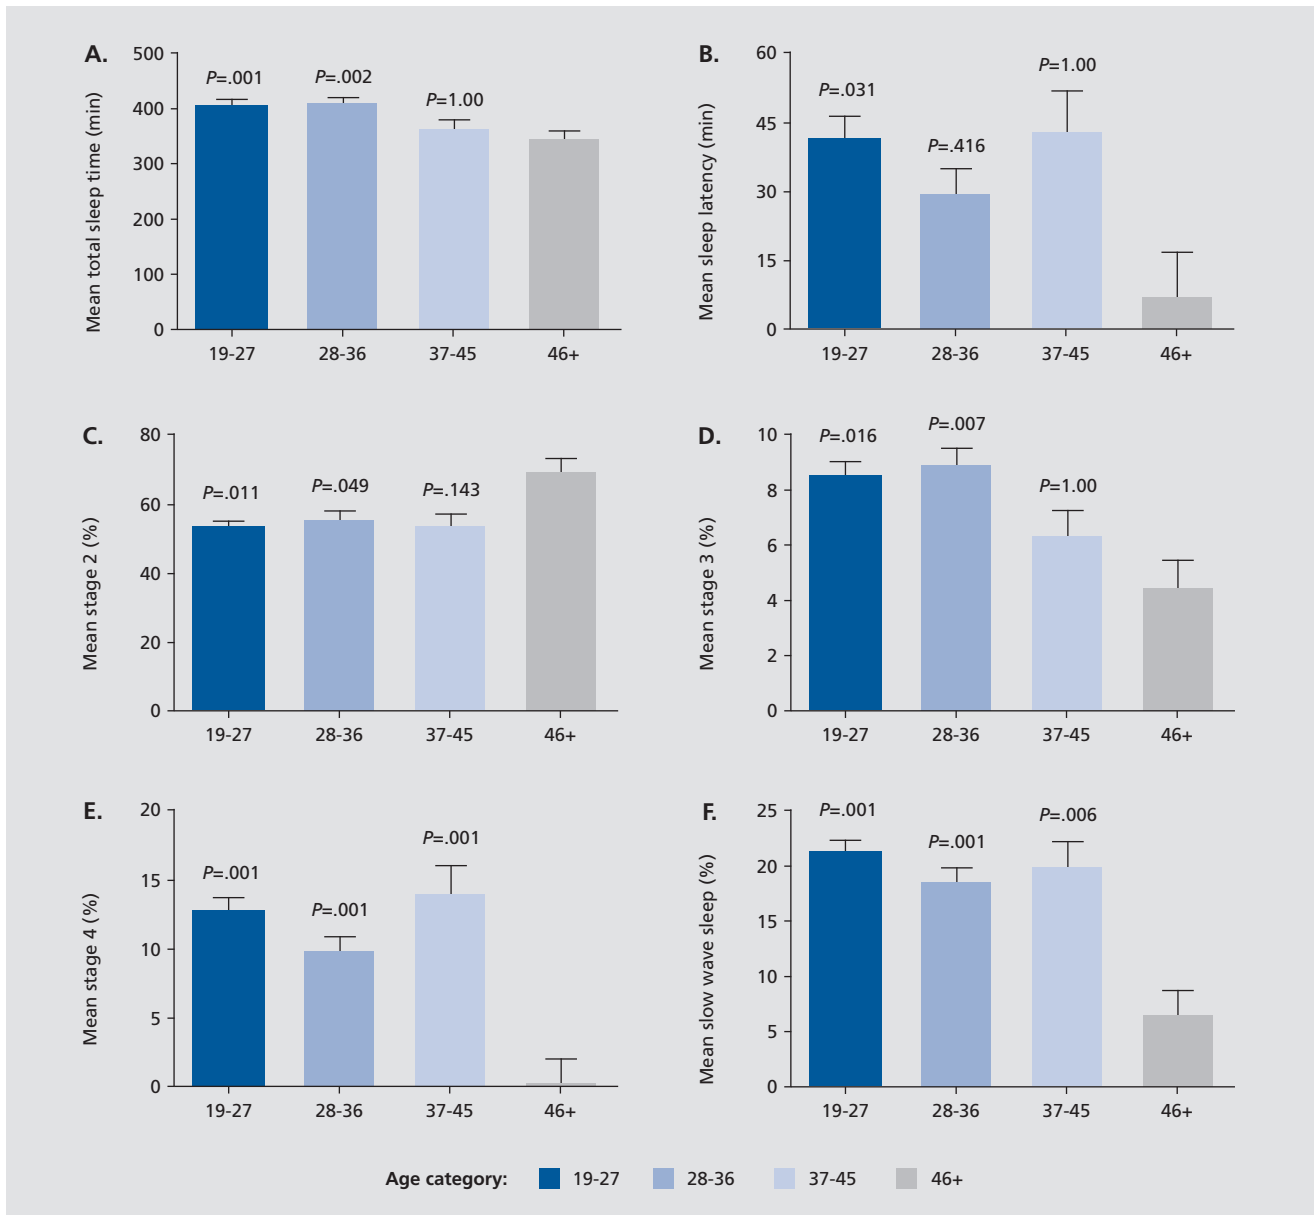 A.
Mean total sleep time (min)
500
400
300
200
100
0
P=.001
P=.002
P=1.00
19-27 28-36 37-45 46+
B.
Mean sleep latency (min)
60
45
30
15
0
P=.031
P=.416
P=1.00
19-27 28-36 37-45 46+
C.
Mean stage 2 (%)
80
60
40
20
0
P=.011
P=.049
P=.143
19-27 28-36 37-45 46+
D.
Mean stage 3 (%)
10
8
6
4
2
0
P=.016
P=.007
P=1.00
19-27 28-36 37-45 46+
E.
Mean stage 4 (%)
20
15
10
5
0
P=.001
P=.001
P=.001
19-27 28-36 37-45 46+
F.
Mean slow wave sleep (%)
25
20
15
10
5
0
P=.001
P=.001
P=.006
19-27 28-36 37-45 46+
Age category: 19-27 28-36 37-45 46+